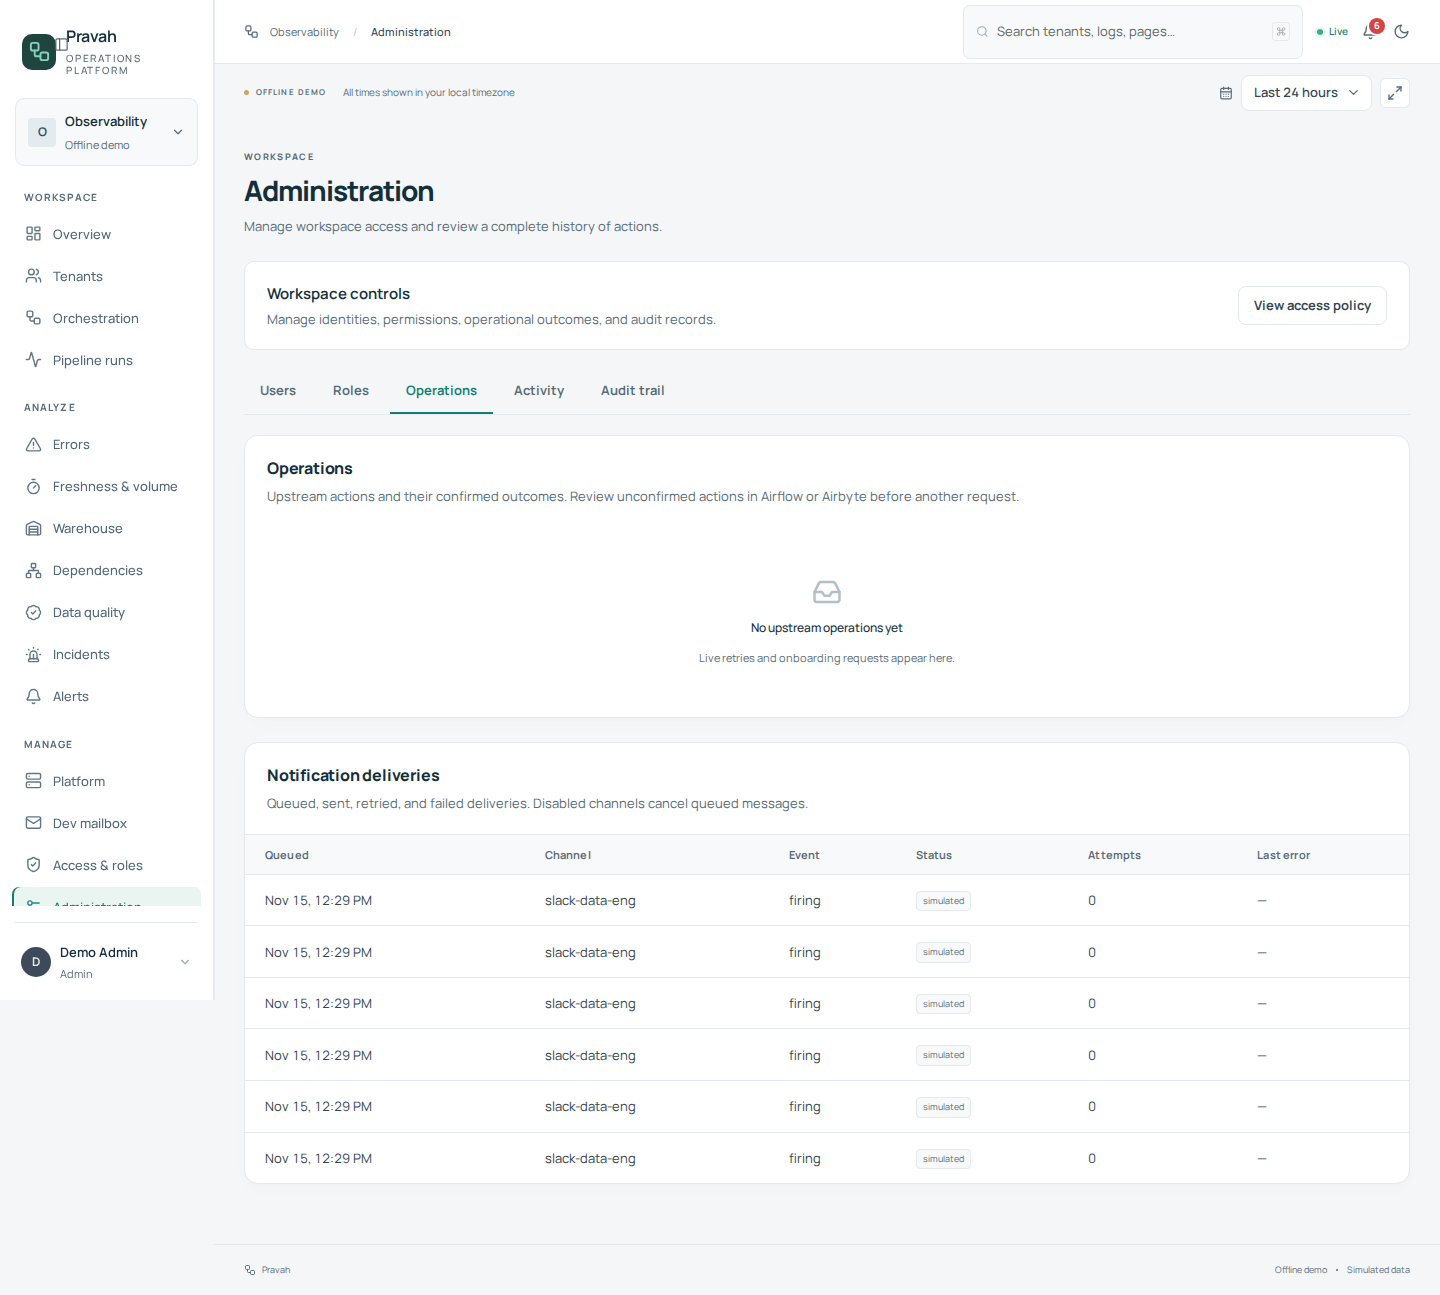 Pravah
OPERATIONS
PLATFORM
O
Observability
Offline demo
WORKSPACE
Overview
Tenants
Orchestration
Pipeline runs
ANALYZE
Errors
Freshness & volume
Warehouse
Dependencies
Data quality
Incidents
Alerts
MANAGE
Platform
Dev mailbox
Access & roles
Administration
D
Demo Admin
Admin
Observability / Administration
Search tenants, logs, pages...
⌘
Live
6
OFFLINE DEMO All times shown in your local timezone
Last 24 hours
WORKSPACE
Administration
Manage workspace access and review a complete history of actions.
Workspace controls
Manage identities, permissions, operational outcomes, and audit records.
View access policy
Users Roles Operations Activity Audit trail
Operations
Upstream actions and their confirmed outcomes. Review unconfirmed actions in Airflow or Airbyte before another request.
No upstream operations yet
Live retries and onboarding requests appear here.
Notification deliveries
Queued, sent, retried, and failed deliveries. Disabled channels cancel queued messages.
Queued Channel Event Status Attempts Last error
Nov 15, 12:29 PM slack-data-eng firing simulated 0 —
Nov 15, 12:29 PM slack-data-eng firing simulated 0 —
Nov 15, 12:29 PM slack-data-eng firing simulated 0 —
Nov 15, 12:29 PM slack-data-eng firing simulated 0 —
Nov 15, 12:29 PM slack-data-eng firing simulated 0 —
Nov 15, 12:29 PM slack-data-eng firing simulated 0 —
Pravah
Offline demo • Simulated data